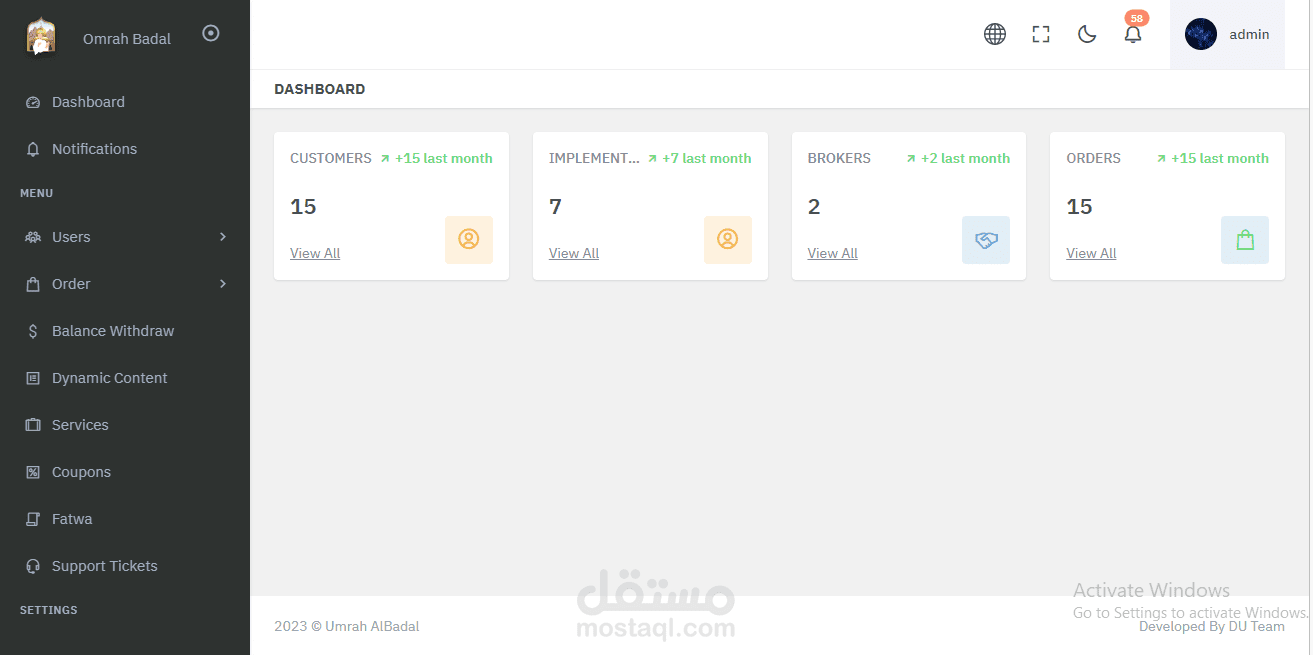 Omrah Badal
58
admin
Dashboard
Notifications
MENU
Users
Order
Balance Withdraw
Dynamic Content
Services
Coupons
Fatwa
Support Tickets
SETTINGS
DASHBOARD
CUSTOMERS +15 last month
15
View All
IMPLEMENT... +7 last month
7
View All
BROKERS +2 last month
2
View All
ORDERS +15 last month
15
View All
مستقل
mostaql.com
Activate Windows
Go to Settings to activate Windows.
2023 © Umrah AlBadal
Developed By DU Team